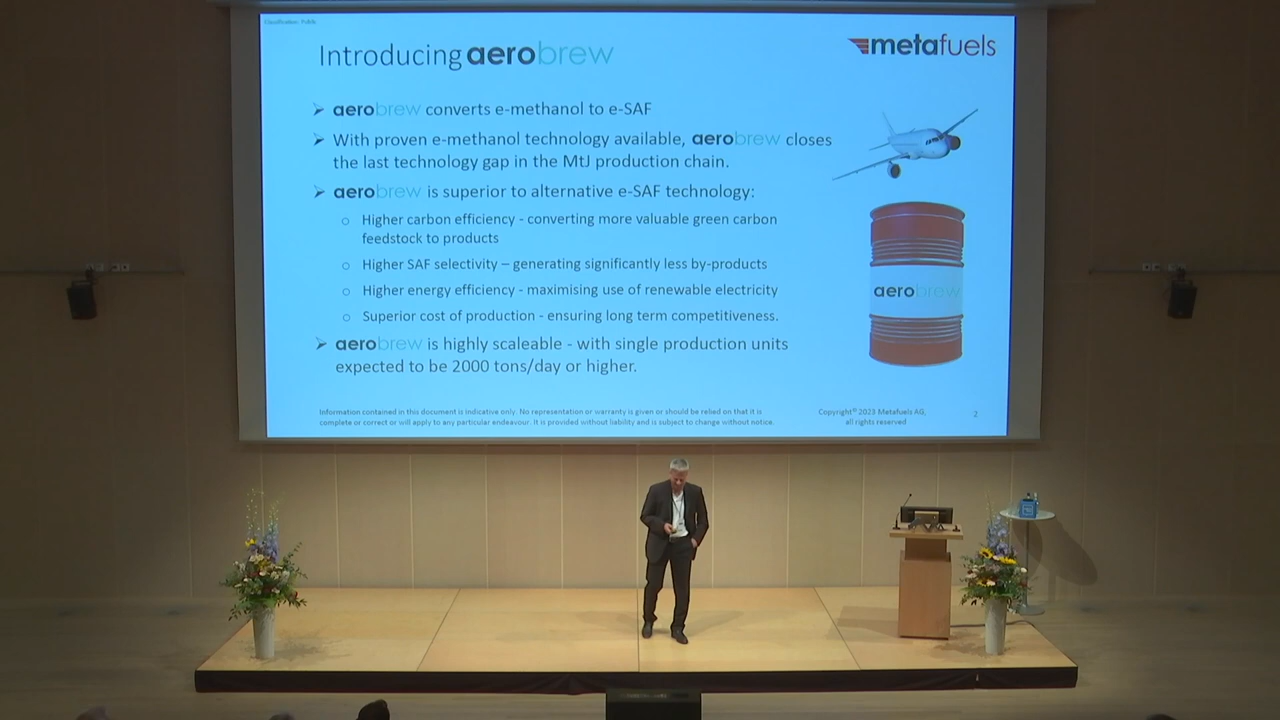 Classification: Public
Introducing aerobrew
metafuels
➢ aerobrew converts e-methanol to e-SAF
➢ With proven e-methanol technology available, aerobrew closes
the last technology gap in the MtJ production chain.
➢ aerobrew is superior to alternative e-SAF technology:
o Higher carbon efficiency - converting more valuable green carbon
feedstock to products
o Higher SAF selectivity – generating significantly less by-products
o Higher energy efficiency - maximising use of renewable electricity
o Superior cost of production - ensuring long term competitiveness.
➢ aerobrew is highly scaleable - with single production units
expected to be 2000 tons/day or higher.
aerobrew
Information contained in this document is indicative only. No representation or warranty is given or should be relied on that it is
complete or correct or will apply to any particular endeavour. It is provided without liability and is subject to change without notice.
Copyright© 2023 Metafuels AG,
all rights reserved
2